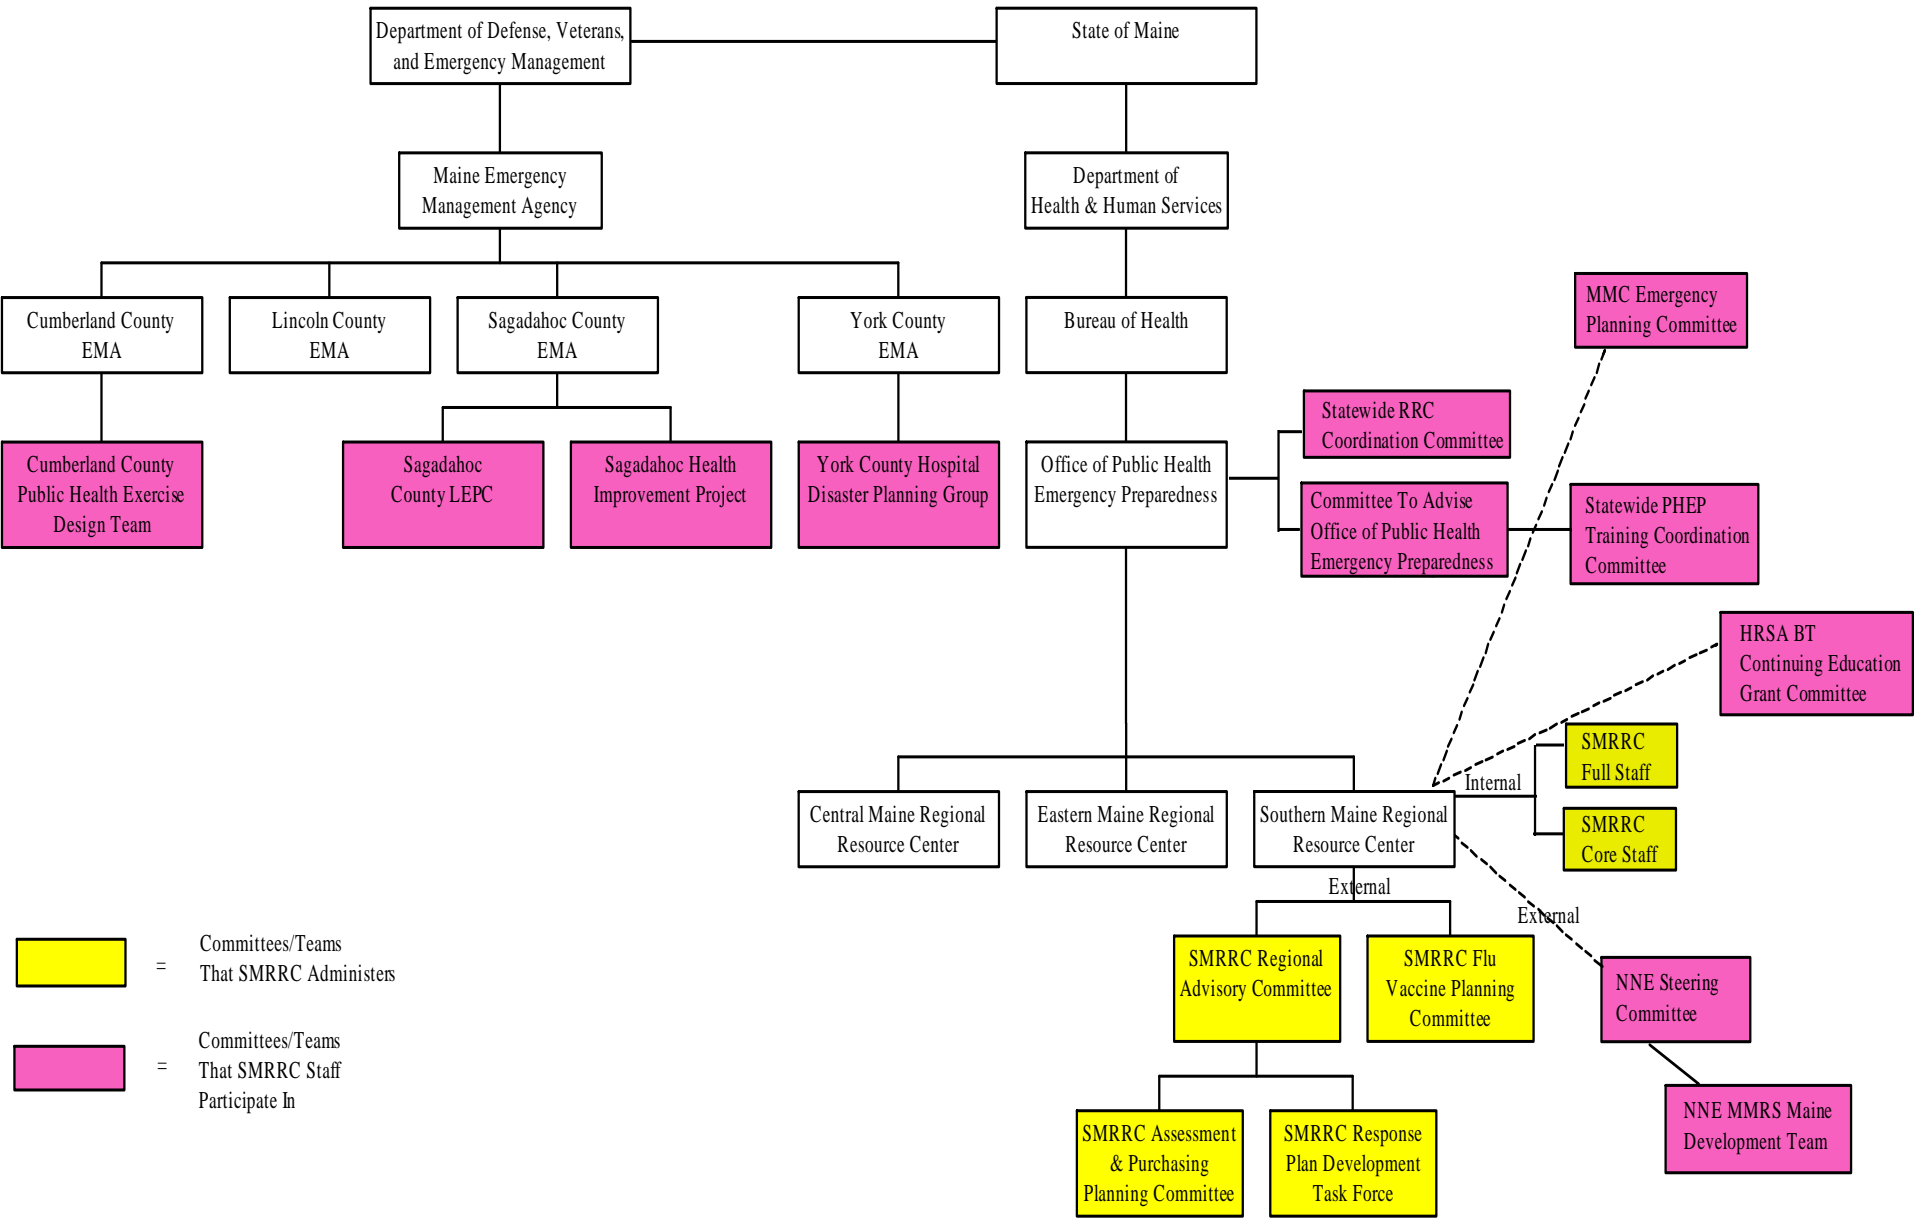 Department of Defense, Veterans,
and Emergency Management
State of Maine
Maine Emergency
Management Agency
Department of
Health & Human Services
Cumberland County
EMA
Lincoln County
EMA
Sagadahoc County
EMA
York County
EMA
Bureau of Health
MMC Emergency
Planning Committee
Cumberland County
Public Health Exercise
Design Team
Sagadahoc
County LEPC
Sagadahoc Health
Improvement Project
York County Hospital
Disaster Planning Group
Office of Public Health
Emergency Preparedness
Statewide RRC
Coordination Committee
Committee To Advise
Office of Public Health
Emergency Preparedness
Statewide PHEP
Training Coordination
Committee
HRSA BT
Continuing Education
Grant Committee
SMRRC
Full Staff
Internal
SMRRC
Core Staff
Central Maine Regional
Resource Center
Eastern Maine Regional
Resource Center
Southern Maine Regional
Resource Center
External
External
SMRRC Regional
Advisory Committee
SMRRC Flu
Vaccine Planning
Committee
NNE Steering
Committee
NNE MMRS Maine
Development Team
SMRRC Assessment
& Purchasing
Planning Committee
SMRRC Response
Plan Development
Task Force
=
Committees/Teams
That SMRRC Administers
=
Committees/Teams
That SMRRC Staff
Participate In